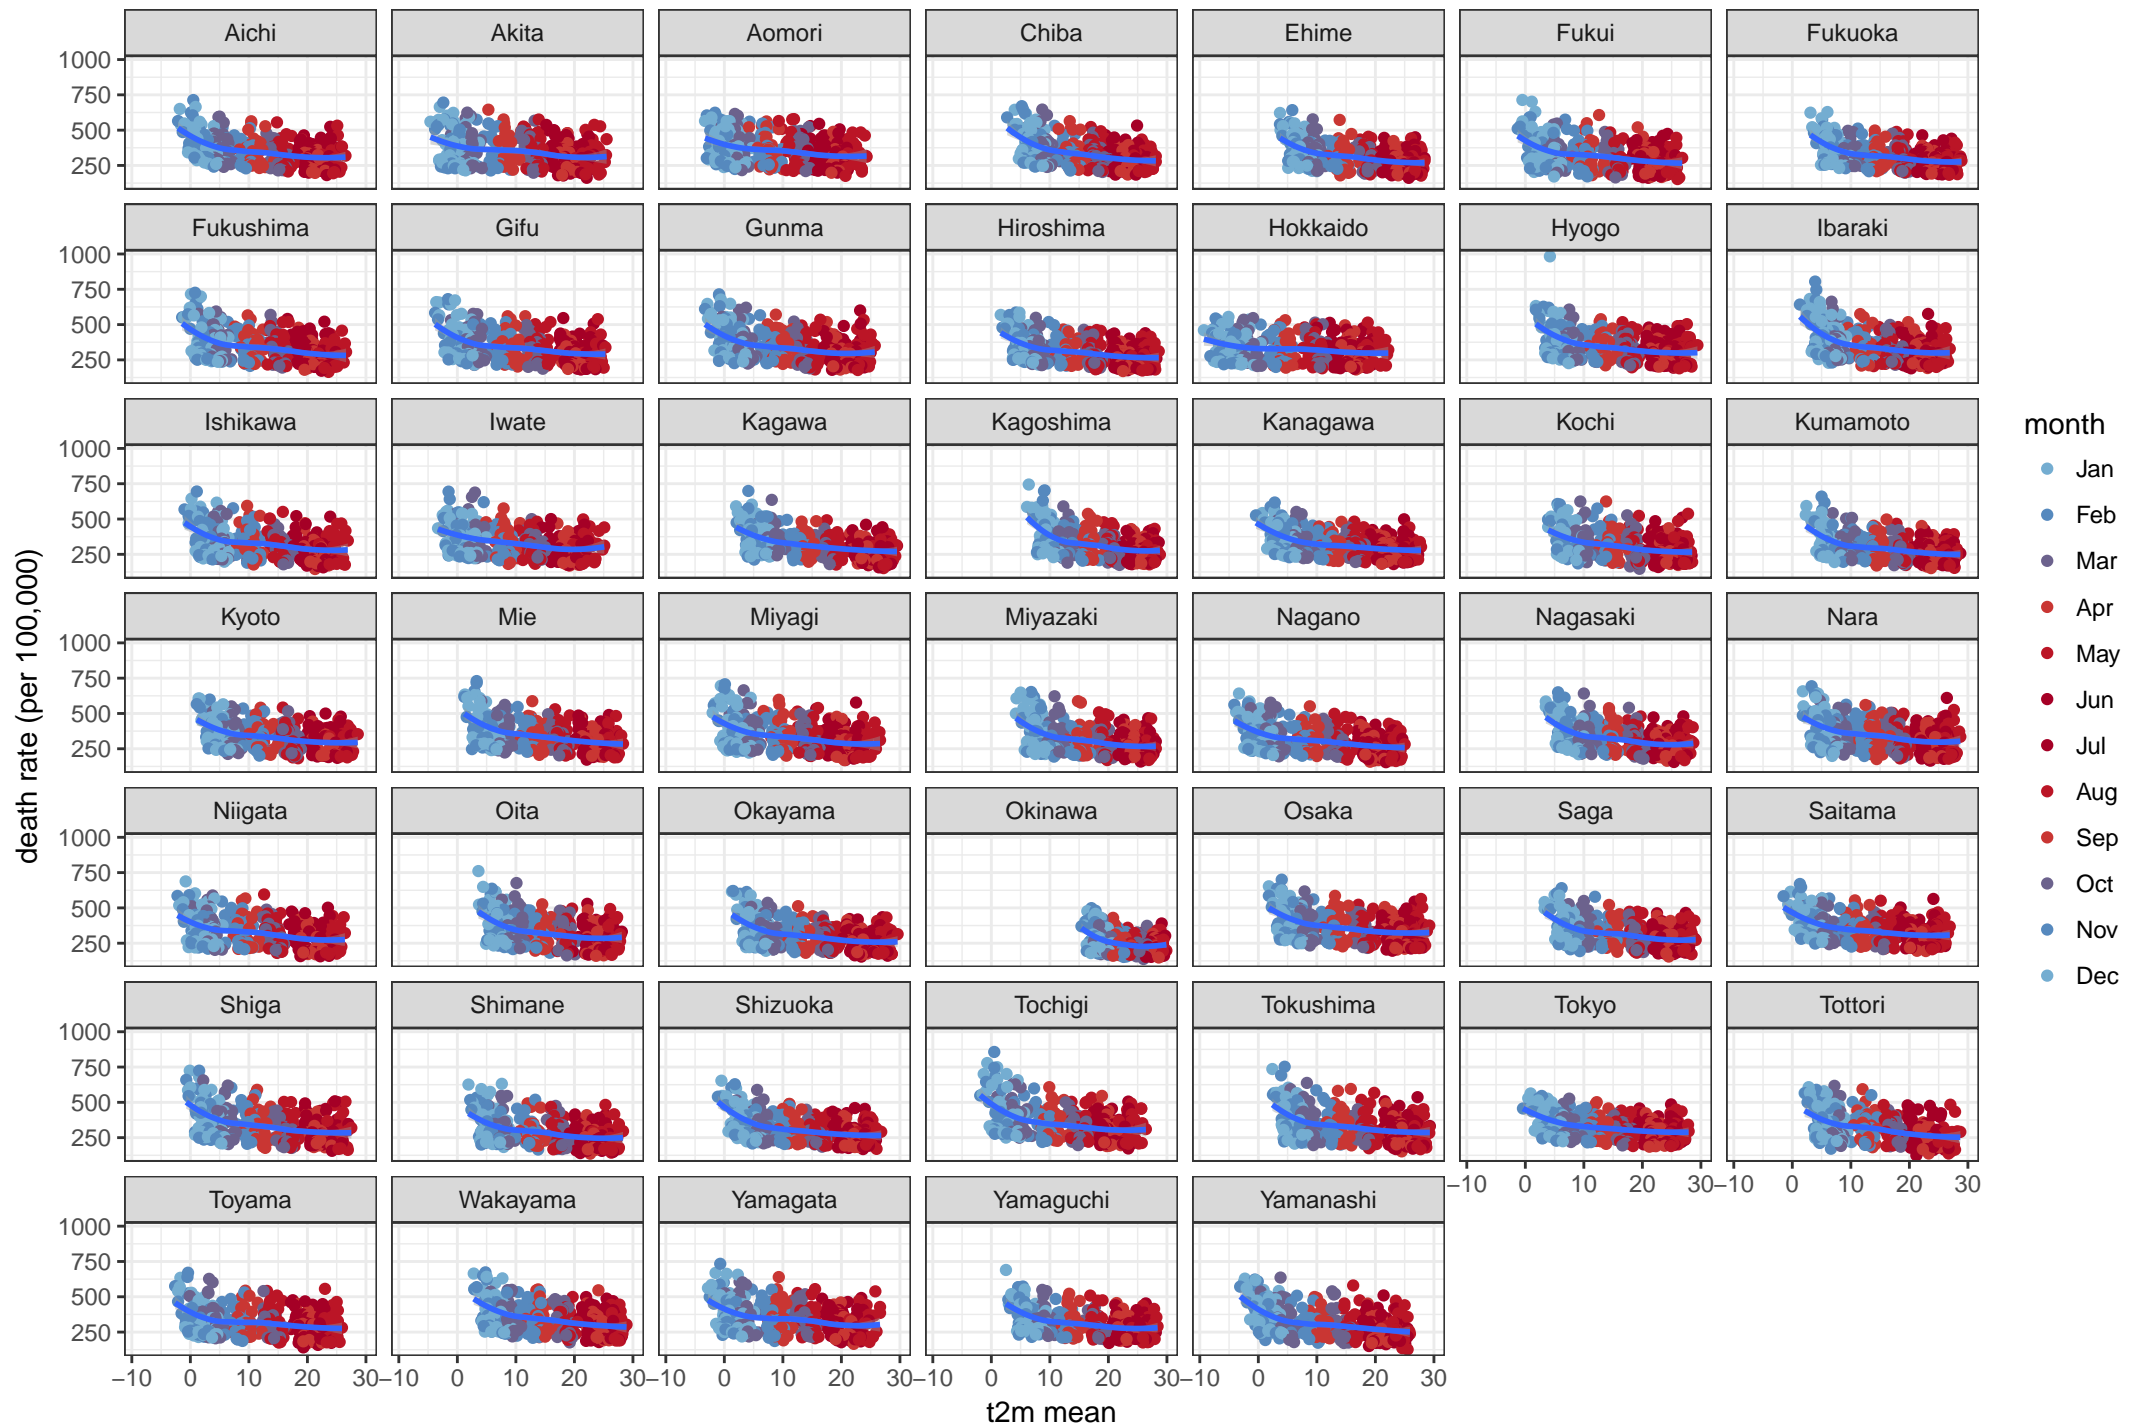 Aichi Akita Aomori Chiba Ehime Fukui Fukuoka
1000
750
500
250
Fukushima Gifu Gunma Hiroshima Hokkaido Hyogo Ibaraki
1000
750
500
250
Ishikawa Iwate Kagawa Kagoshima Kanagawa Kochi Kumamoto
1000
750
500
250
Kyoto Mie Miyagi Miyazaki Nagano Nagasaki Nara
1000
750
500
250
Niigata Oita Okayama Okinawa Osaka Saga Saitama
1000
750
500
250
Shiga Shimane Shizuoka Tochigi Tokushima Tokyo Tottori
1000
750
500
250
−10 0 10 20 30 −10 0 10 20 30
Toyama Wakayama Yamagata Yamaguchi Yamanashi
1000
750
500
250
−10 0 10 20 30 −10 0 10 20 30 −10 0 10 20 30 −10 0 10 20 30 −10 0 10 20 30
t2m mean
death rate (per 100,000)
month
Jan
Feb
Mar
Apr
May
Jun
Jul
Aug
Sep
Oct
Nov
Dec